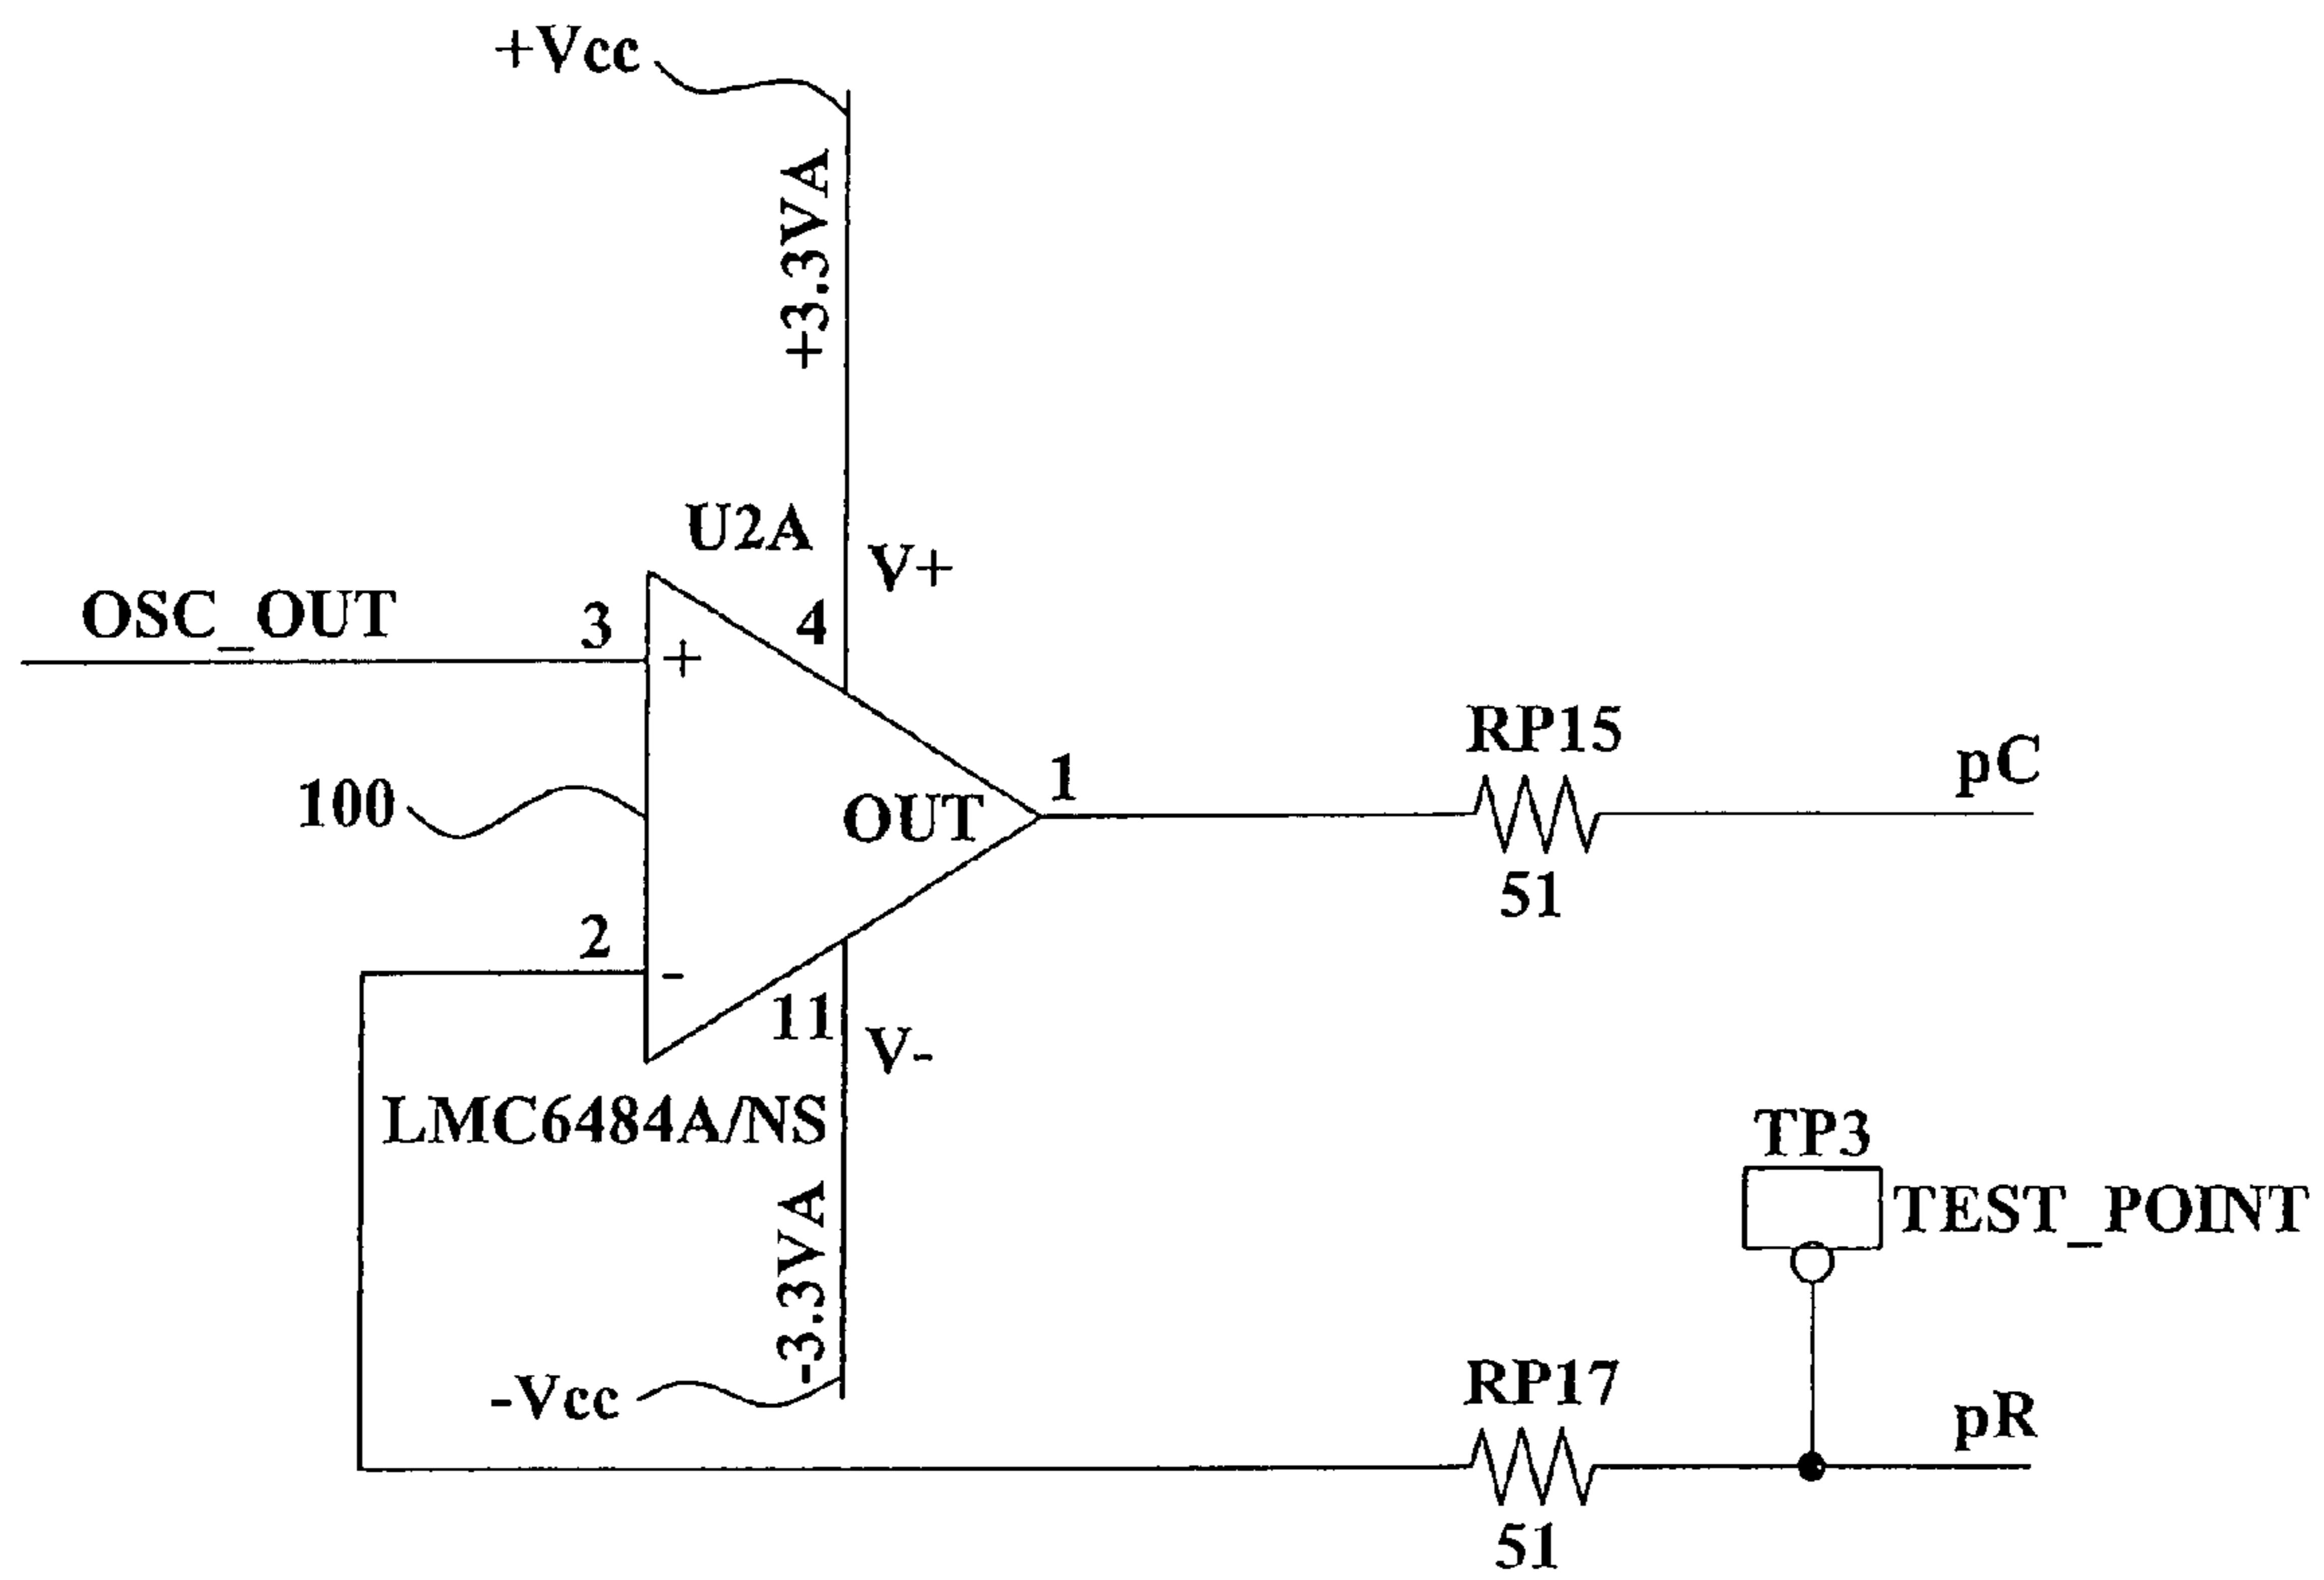 +Vcc
+3.3VA
U2A
V+
OSC_OUT
3
4
+
RP15
pC
1
100
OUT
51
2
-
11
V-
LMC6484A/NS
TP3
TEST_POINT
-3.3VA
-Vcc
RP17
pR
51